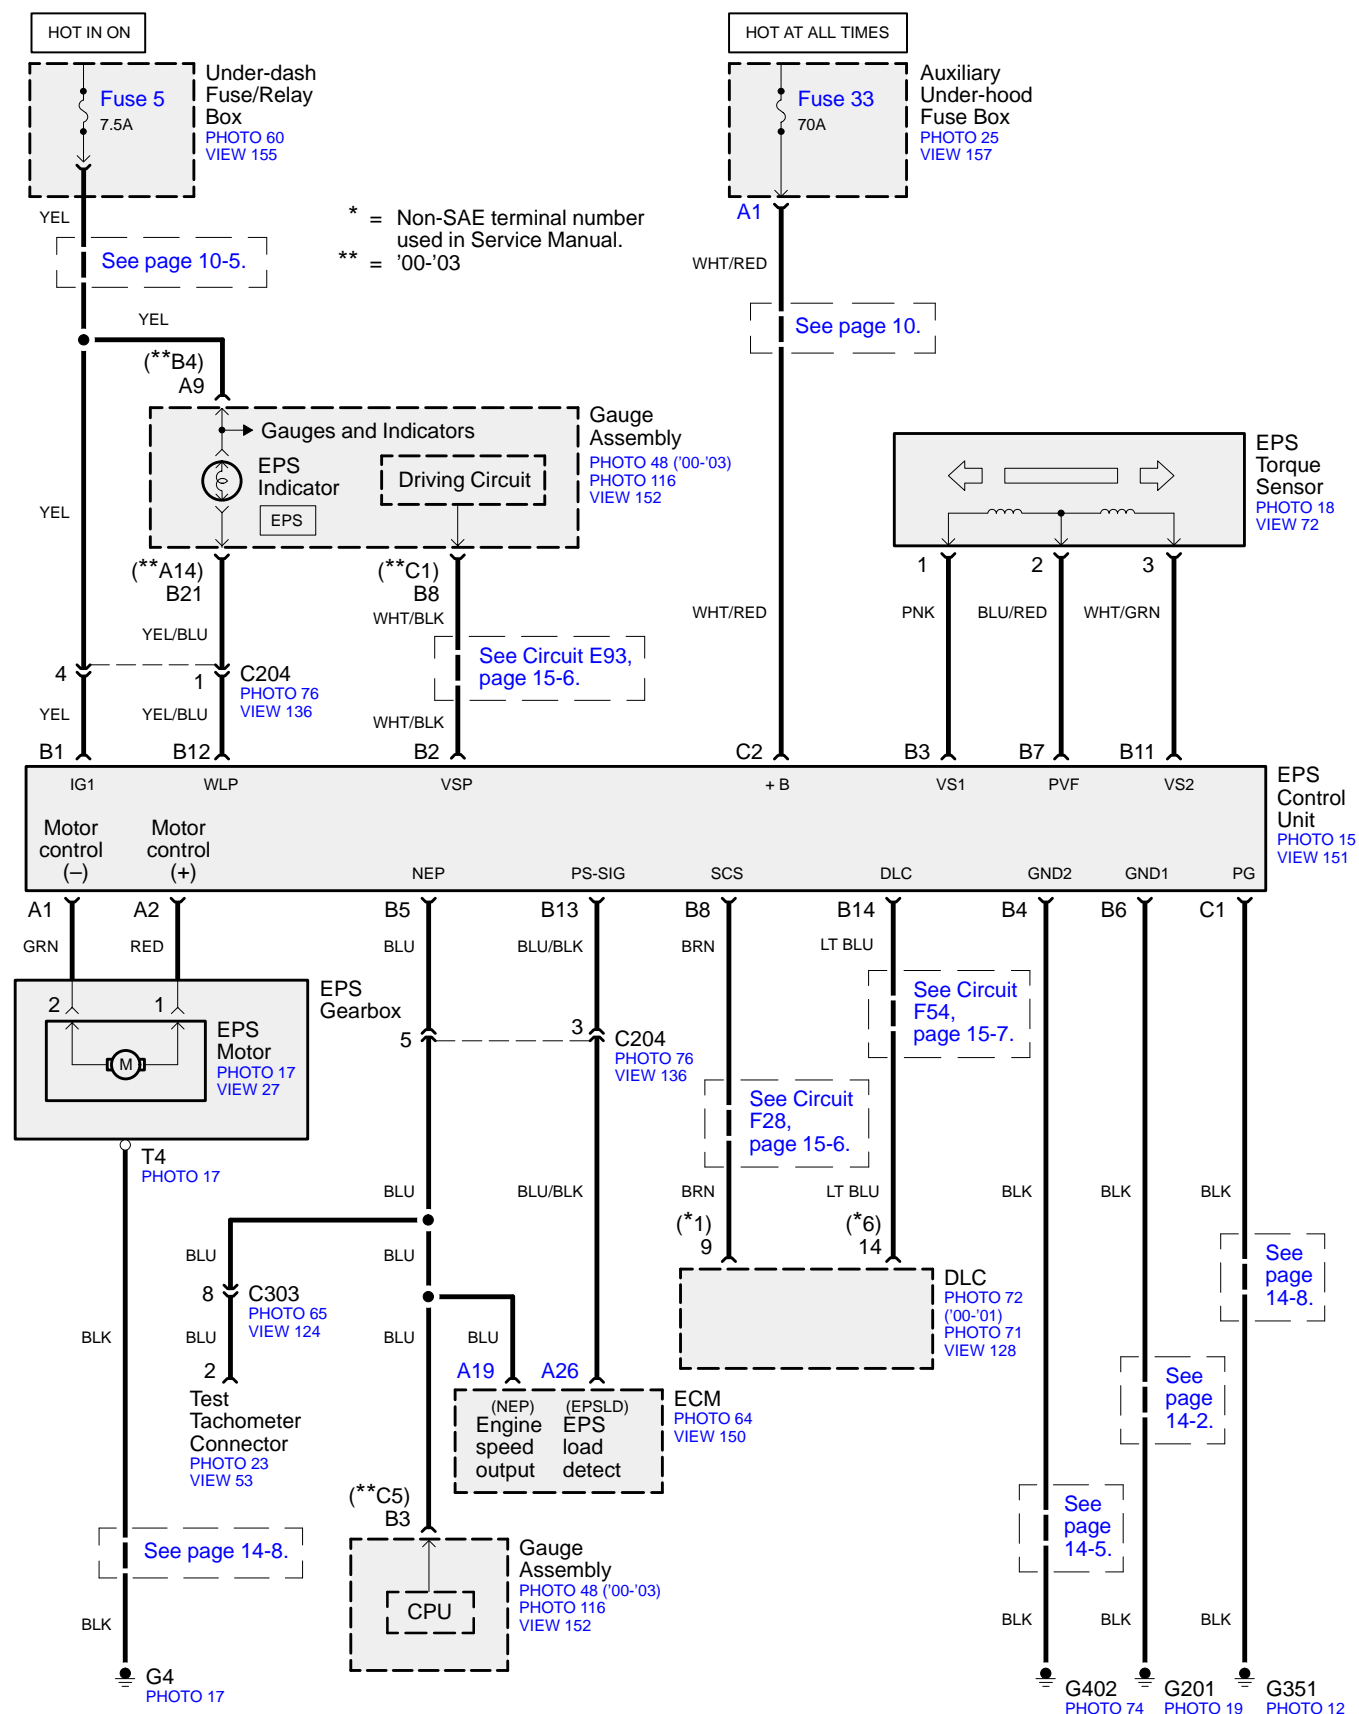 HOT IN ON
HOT AT ALL TIMES
Fuse 5
7.5A
Under-dash
Fuse/Relay
Box
PHOTO 60
VIEW 155
Fuse 33
70A
Auxiliary
Under-hood
Fuse Box
PHOTO 25
VIEW 157
A1
YEL
* = Non-SAE terminal number
used in Service Manual.
** = '00-'03
See page 10-5.
WHT/RED
See page 10.
YEL
(**B4)
A9
Gauges and Indicators
EPS
Indicator
EPS
Driving Circuit
Gauge
Assembly
PHOTO 48 ('00-'03)
PHOTO 116
VIEW 152
EPS
Torque
Sensor
PHOTO 18
VIEW 72
YEL
(**A14)
B21
(**C1)
B8
1
2
3
YEL/BLU
WHT/BLK
WHT/RED
PNK
BLU/RED
WHT/GRN
See Circuit E93,
page 15-6.
4
1
C204
PHOTO 76
VIEW 136
YEL
YEL/BLU
WHT/BLK
B1
B12
B2
C2
B3
B7
B11
IG1
WLP
VSP
+ B
VS1
PVF
VS2
EPS
Control
Unit
PHOTO 15
VIEW 151
Motor
control
(–)
Motor
control
(+)
NEP
PS-SIG
SCS
DLC
GND2
GND1
PG
A1
A2
B5
B13
B8
B14
B4
B6
C1
GRN
RED
BLU
BLU/BLK
BRN
LT BLU
2
1
EPS
Gearbox
M
EPS
Motor
PHOTO 17
VIEW 27
5
3
C204
PHOTO 76
VIEW 136
See Circuit
F54,
page 15-7.
See Circuit
F28,
page 15-6.
T4
PHOTO 17
BLU
BLU/BLK
BRN
LT BLU
BLK
BLK
BLK
(*1)
9
(*6)
14
BLU
BLU
8
C303
PHOTO 65
VIEW 124
DLC
PHOTO 72
('00-'01)
PHOTO 71
VIEW 128
See
page
14-8.
BLK
BLU
BLU
BLU
2
Test
Tachometer
Connector
PHOTO 23
VIEW 53
A19
A26
(NEP)
Engine
speed
output
(EPSLD)
EPS
load
detect
ECM
PHOTO 64
VIEW 150
See
page
14-2.
(**C5)
B3
See
page
14-5.
See page 14-8.
CPU
Gauge
Assembly
PHOTO 48 ('00-'03)
PHOTO 116
VIEW 152
BLK
BLK
BLK
BLK
G4
PHOTO 17
G402
PHOTO 74
G201
PHOTO 19
G351
PHOTO 12